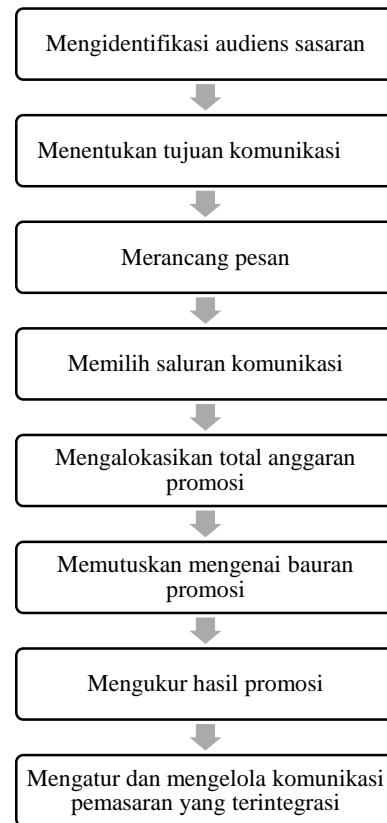 Mengidentifikasi audiens sasaran
Menentukan tujuan komunikasi
Merancang pesan
Memilih saluran komunikasi
Mengalokasikan total anggaran
promosi
Memutuskan mengenai bauran
promosi
Mengukur hasil promosi
Mengatur dan mengelola komunikasi
pemasaran yang terintegrasi